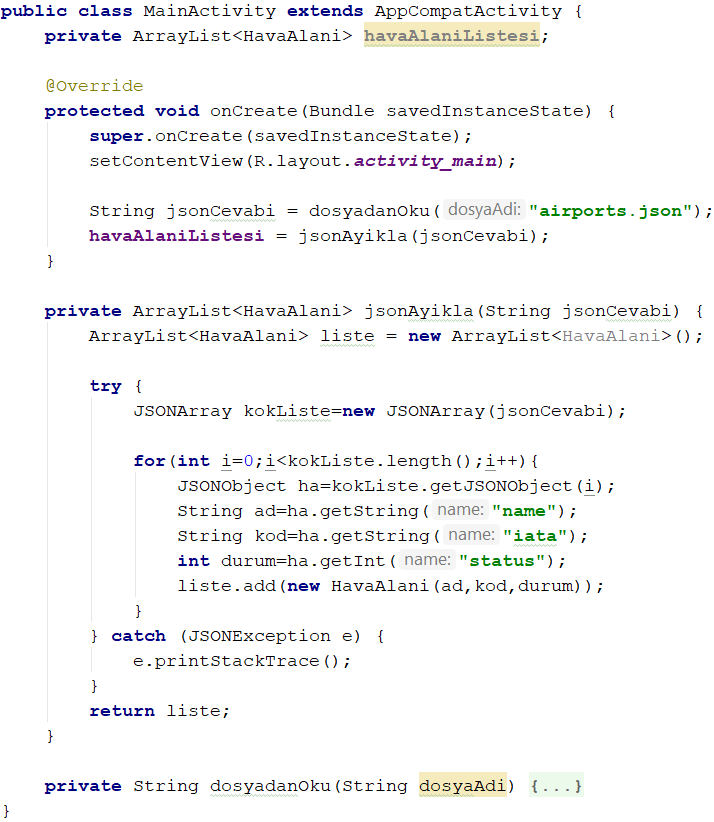 public class MainActivity extends AppCompatActivity {
    private ArrayList<HavaAlani> havaAlaniListesi;

    @Override
    protected void onCreate(Bundle savedInstanceState) {
        super.onCreate(savedInstanceState);
        setContentView(R.layout.activity_main);

        String jsonCevabi = dosyadanOku( dosyaAdi: "airports.json");
        havaAlaniListesi = jsonAyikla(jsonCevabi);
    }

    private ArrayList<HavaAlani> jsonAyikla(String jsonCevabi) {
        ArrayList<HavaAlani> liste = new ArrayList<HavaAlani>();

        try {
            JSONArray kokListe=new JSONArray(jsonCevabi);

            for(int i=0;i<kokListe.length();i++){
                JSONObject ha=kokListe.getJSONObject(i);
                String ad=ha.getString( name: "name");
                String kod=ha.getString( name: "iata");
                int durum=ha.getInt( name: "status");
                liste.add(new HavaAlani(ad,kod,durum));
            }
        } catch (JSONException e) {
            e.printStackTrace();
        }
        return liste;
    }

    private String dosyadanOku(String dosyaAdi) {...}
}